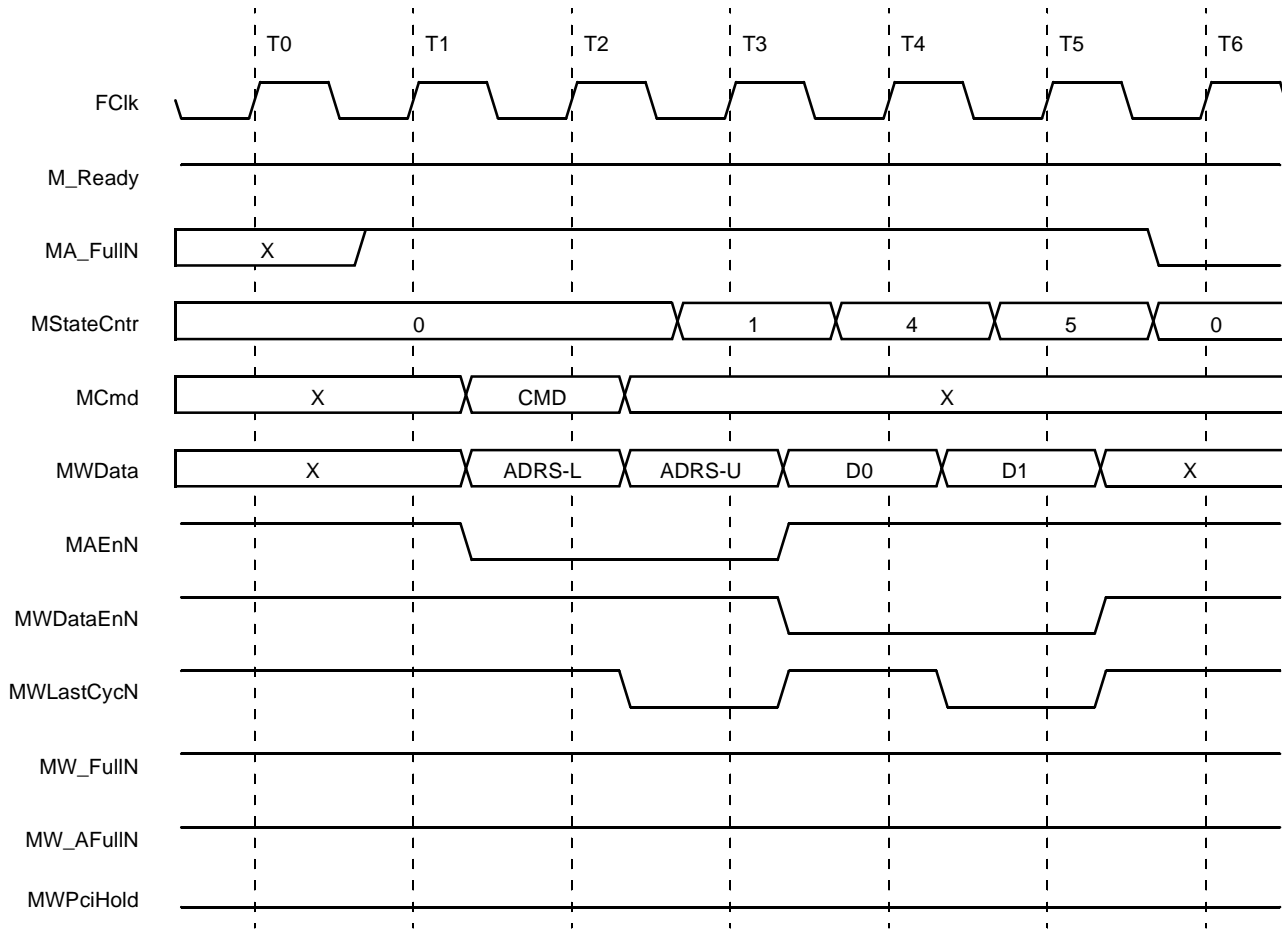 T0 T1 T2 T3 T4 T5 T6
FClk
M_Ready
MA_FullN X
MStateCntr 0 1 4 5 0
MCmd X CMD X
MWData X ADRS-L ADRS-U D0 D1 X
MAEnN
MWDataEnN
MWLastCycN
MW_FullN
MW_AFullN
MWPciHold